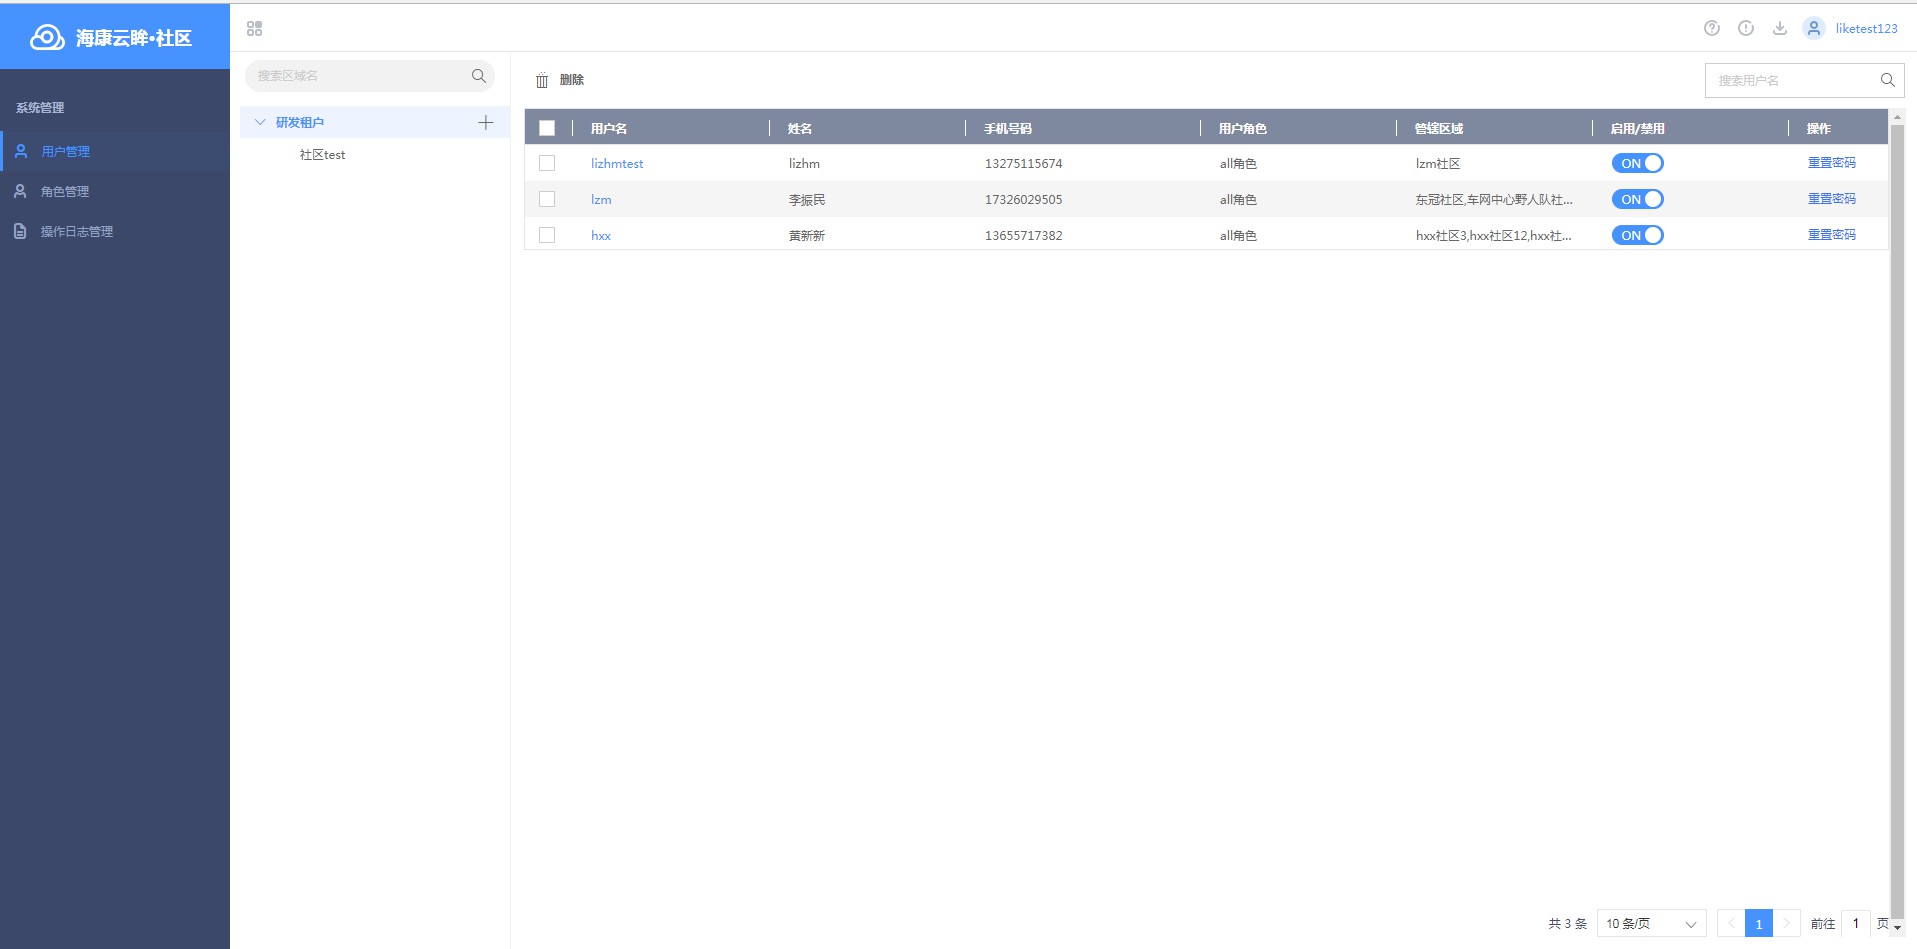 海康云眸·社区
liketest123
系统管理
用户管理
角色管理
操作日志管理
搜索区域名
研发租户
社区test
删除
搜索用户名
用户名 姓名 手机号码 用户角色 管辖区域 启用/禁用 操作
lizhmtest lizhm 13275115674 all角色 lzm社区 ON 重置密码
lzm 李振民 17326029505 all角色 东冠社区,车网中心野人队社... ON 重置密码
hxx 黄新新 13655717382 all角色 hxx社区3,hxx社区12,hxx社... ON 重置密码
共 3 条 10 条/页 1 前往 1 页